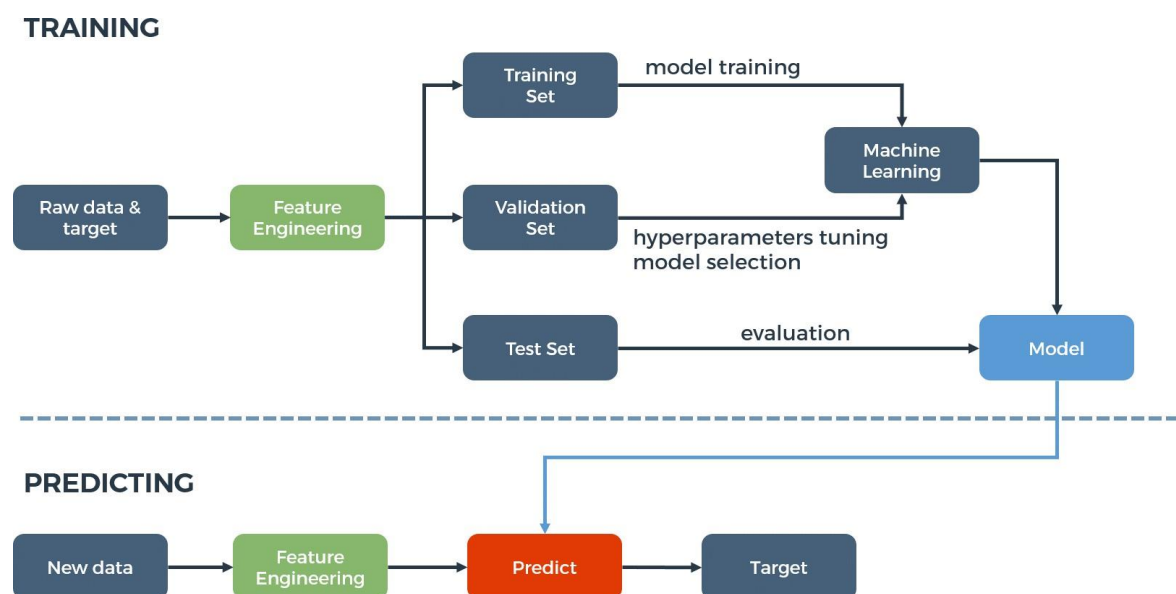 TRAINING
Training
Set
model training
Machine
Learning
Raw data &
target
Feature
Engineering
Validation
Set
hyperparameters tuning
model selection
Test Set
evaluation
Model
PREDICTING
New data
Feature
Engineering
Predict
Target